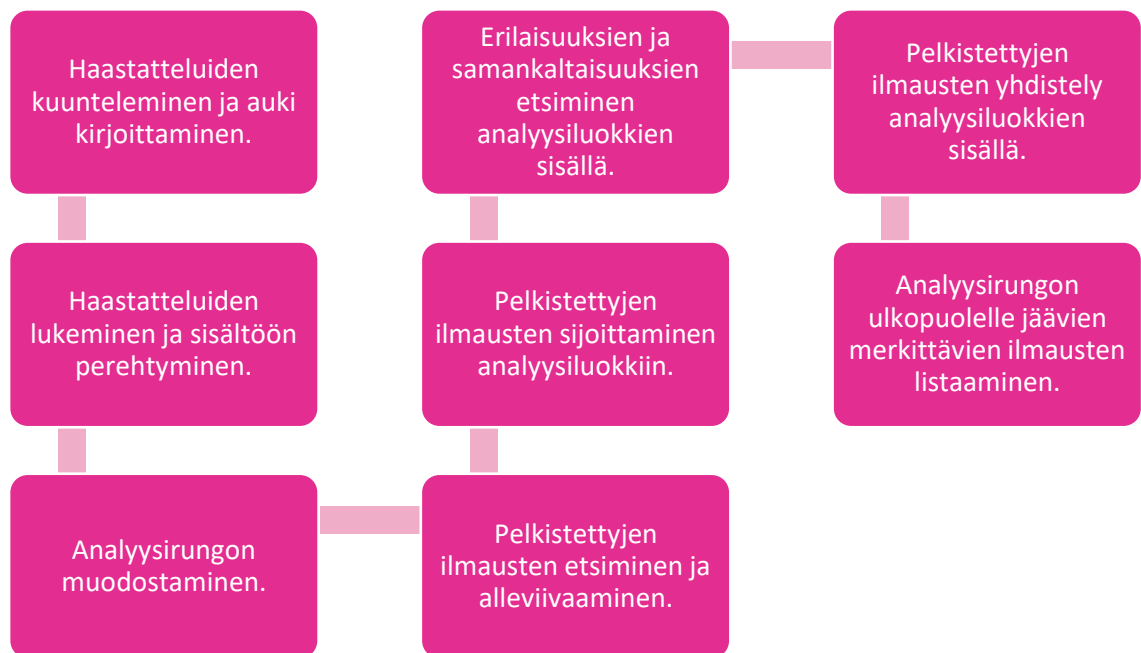 Haastatteluiden
kuunteleminen ja auki
kirjoittaminen.
Haastatteluiden
lukeminen ja sisältöön
perehtyminen.
Analyysirungon
muodostaminen.
Pelkistettyjen
ilmausten etsiminen ja
alleviivaaminen.
Pelkistettyjen
ilmausten sijoittaminen
analyysiluokkiin.
Erilaisuuksien ja
samankaltaisuuksien
etsiminen
analyysiluokkien
sisällä.
Pelkistettyjen
ilmausten yhdistely
analyysiluokkien
sisällä.
Analyysirungon
ulkopuolelle jäävien
merkittävien ilmausten
listaaminen.